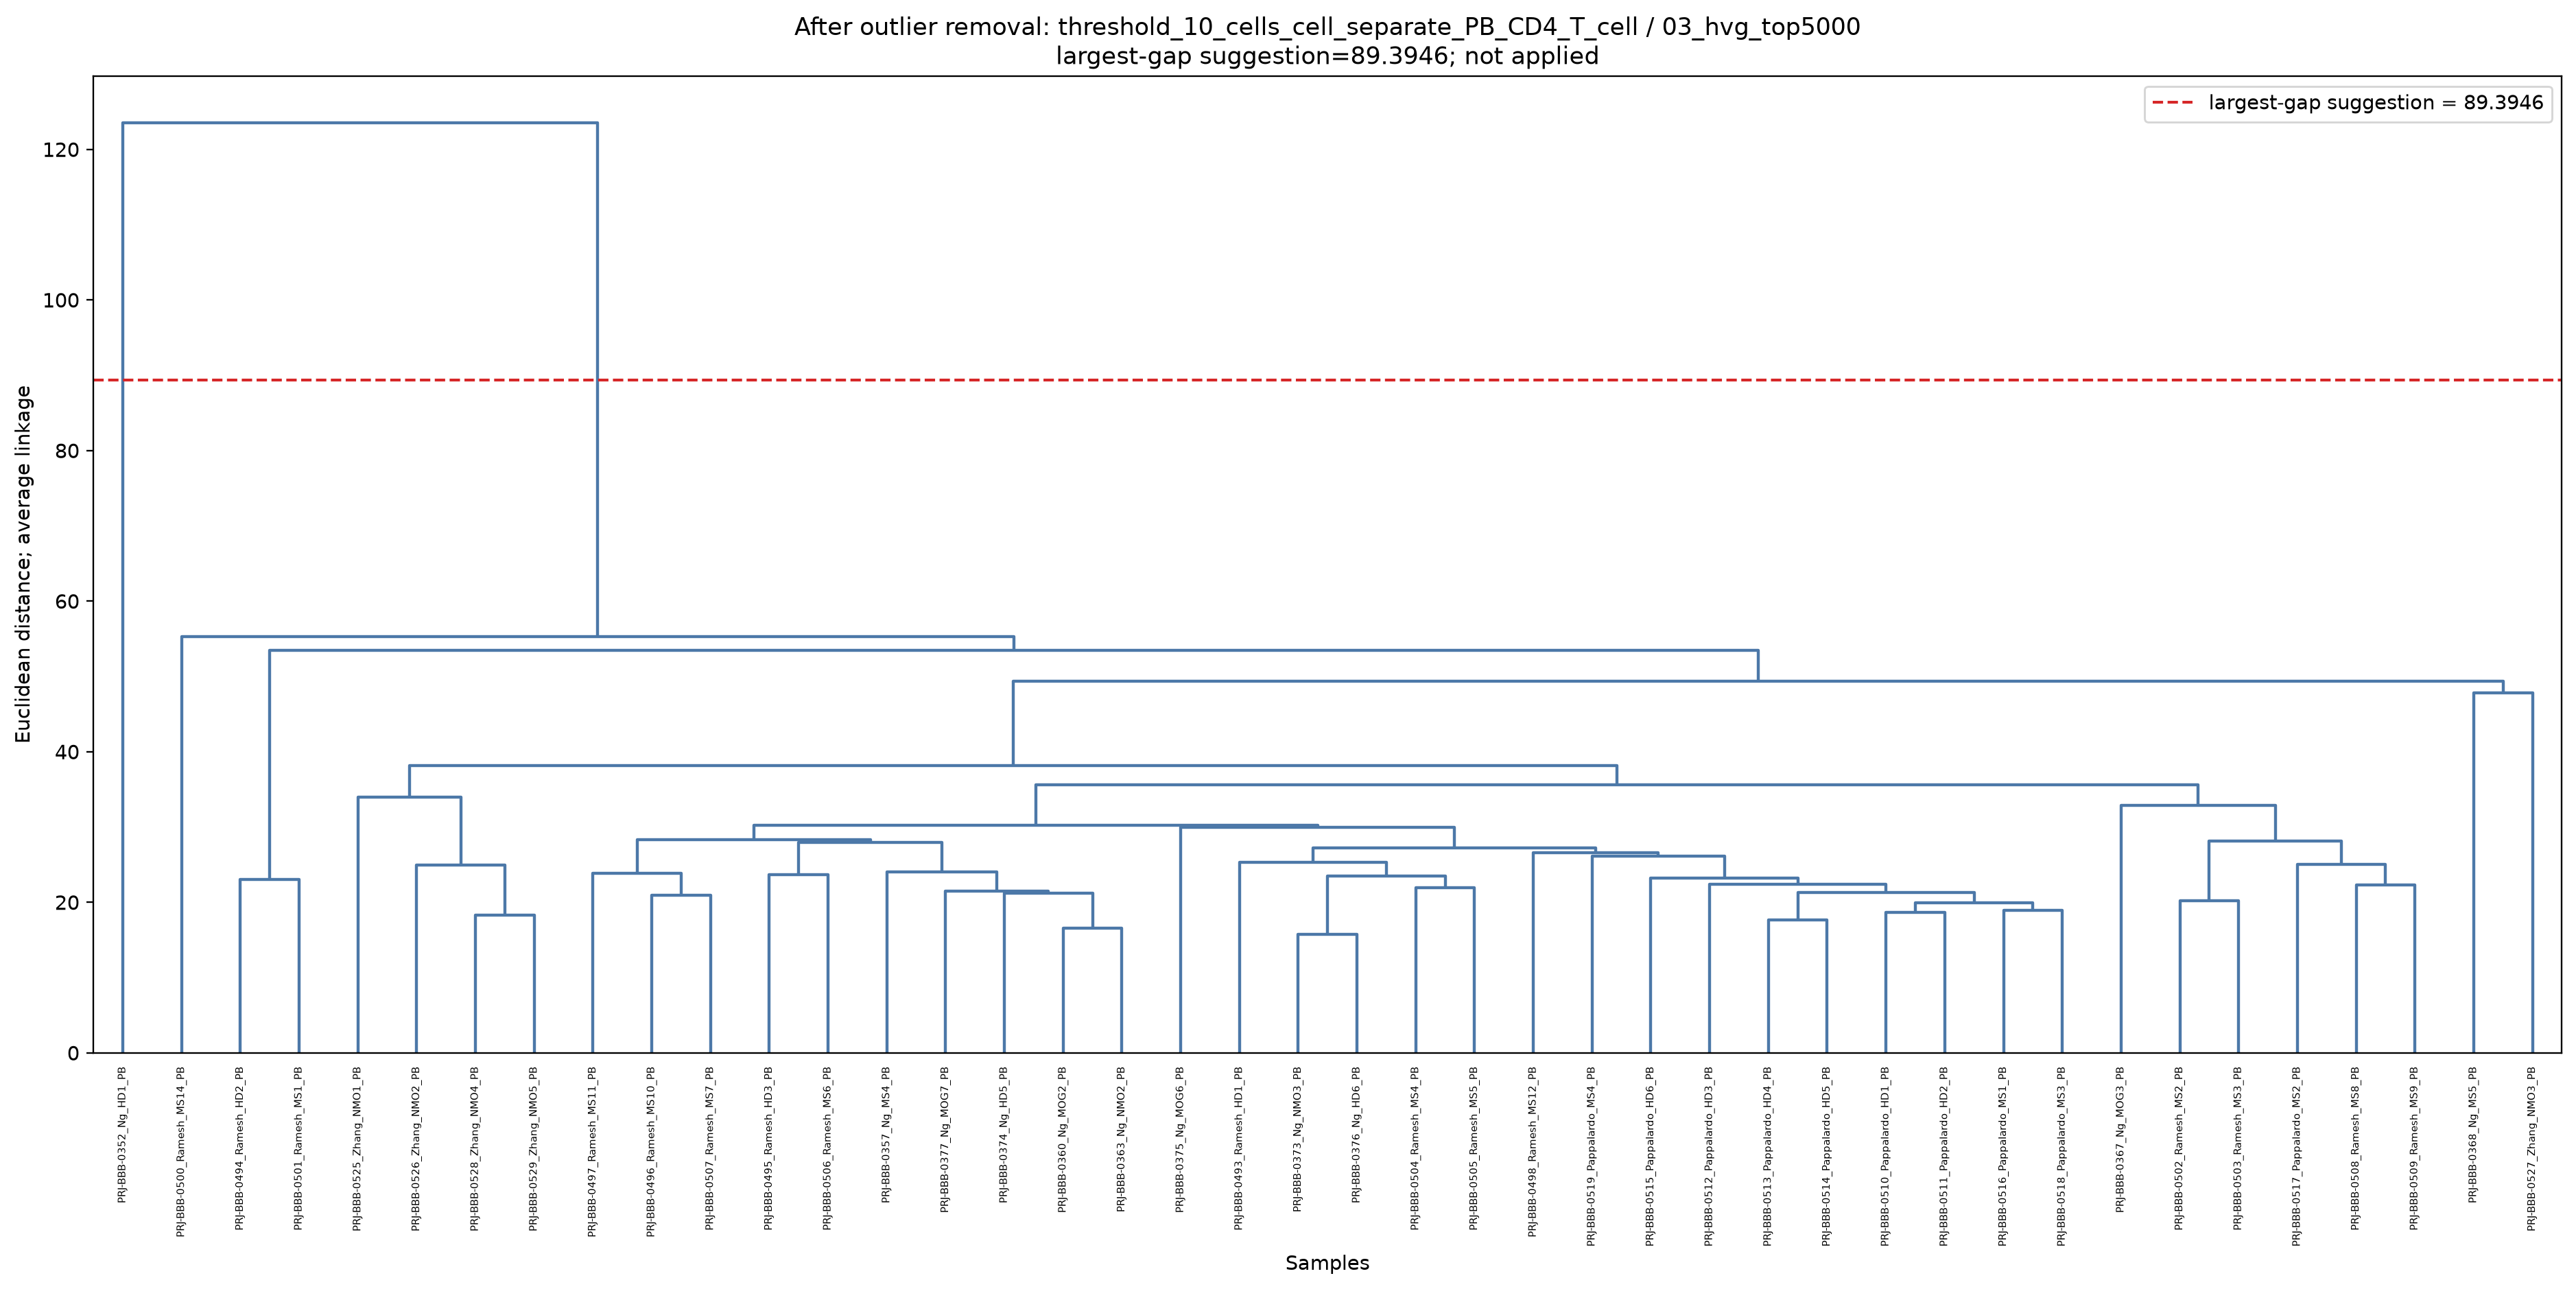 After outlier removal: threshold_10_cells_cell_separate_PB_CD4_T_cell / 03_hvg_top5000
largest-gap suggestion=89.3946; not applied
largest-gap suggestion = 89.3946
Euclidean distance; average linkage
120
100
80
60
40
20
0
PRJ-BBB-0352_Ng_HD1_PB
PRJ-BBB-0500_Ramesh_MS14_PB
PRJ-BBB-0494_Ramesh_HD2_PB
PRJ-BBB-0501_Ramesh_MS1_PB
PRJ-BBB-0525_Zhang_NMO1_PB
PRJ-BBB-0526_Zhang_NMO2_PB
PRJ-BBB-0528_Zhang_NMO4_PB
PRJ-BBB-0529_Zhang_NMO5_PB
PRJ-BBB-0497_Ramesh_MS11_PB
PRJ-BBB-0496_Ramesh_MS10_PB
PRJ-BBB-0507_Ramesh_MS7_PB
PRJ-BBB-0495_Ramesh_HD3_PB
PRJ-BBB-0506_Ramesh_MS6_PB
PRJ-BBB-0357_Ng_MS4_PB
PRJ-BBB-0377_Ng_MOG7_PB
PRJ-BBB-0374_Ng_HD5_PB
PRJ-BBB-0360_Ng_MOG2_PB
PRJ-BBB-0363_Ng_NMO2_PB
PRJ-BBB-0375_Ng_MOG6_PB
PRJ-BBB-0493_Ramesh_HD1_PB
PRJ-BBB-0373_Ng_NMO3_PB
PRJ-BBB-0376_Ng_HD6_PB
PRJ-BBB-0504_Ramesh_MS4_PB
PRJ-BBB-0505_Ramesh_MS5_PB
PRJ-BBB-0498_Ramesh_MS12_PB
PRJ-BBB-0519_Pappalardo_MS4_PB
PRJ-BBB-0515_Pappalardo_HD6_PB
PRJ-BBB-0512_Pappalardo_HD3_PB
PRJ-BBB-0513_Pappalardo_HD4_PB
PRJ-BBB-0514_Pappalardo_HD5_PB
PRJ-BBB-0510_Pappalardo_HD1_PB
PRJ-BBB-0511_Pappalardo_HD2_PB
PRJ-BBB-0516_Pappalardo_MS1_PB
PRJ-BBB-0518_Pappalardo_MS3_PB
PRJ-BBB-0367_Ng_MOG3_PB
PRJ-BBB-0502_Ramesh_MS2_PB
PRJ-BBB-0503_Ramesh_MS3_PB
PRJ-BBB-0517_Pappalardo_MS2_PB
PRJ-BBB-0508_Ramesh_MS8_PB
PRJ-BBB-0509_Ramesh_MS9_PB
PRJ-BBB-0368_Ng_MS5_PB
PRJ-BBB-0527_Zhang_NMO3_PB
Samples